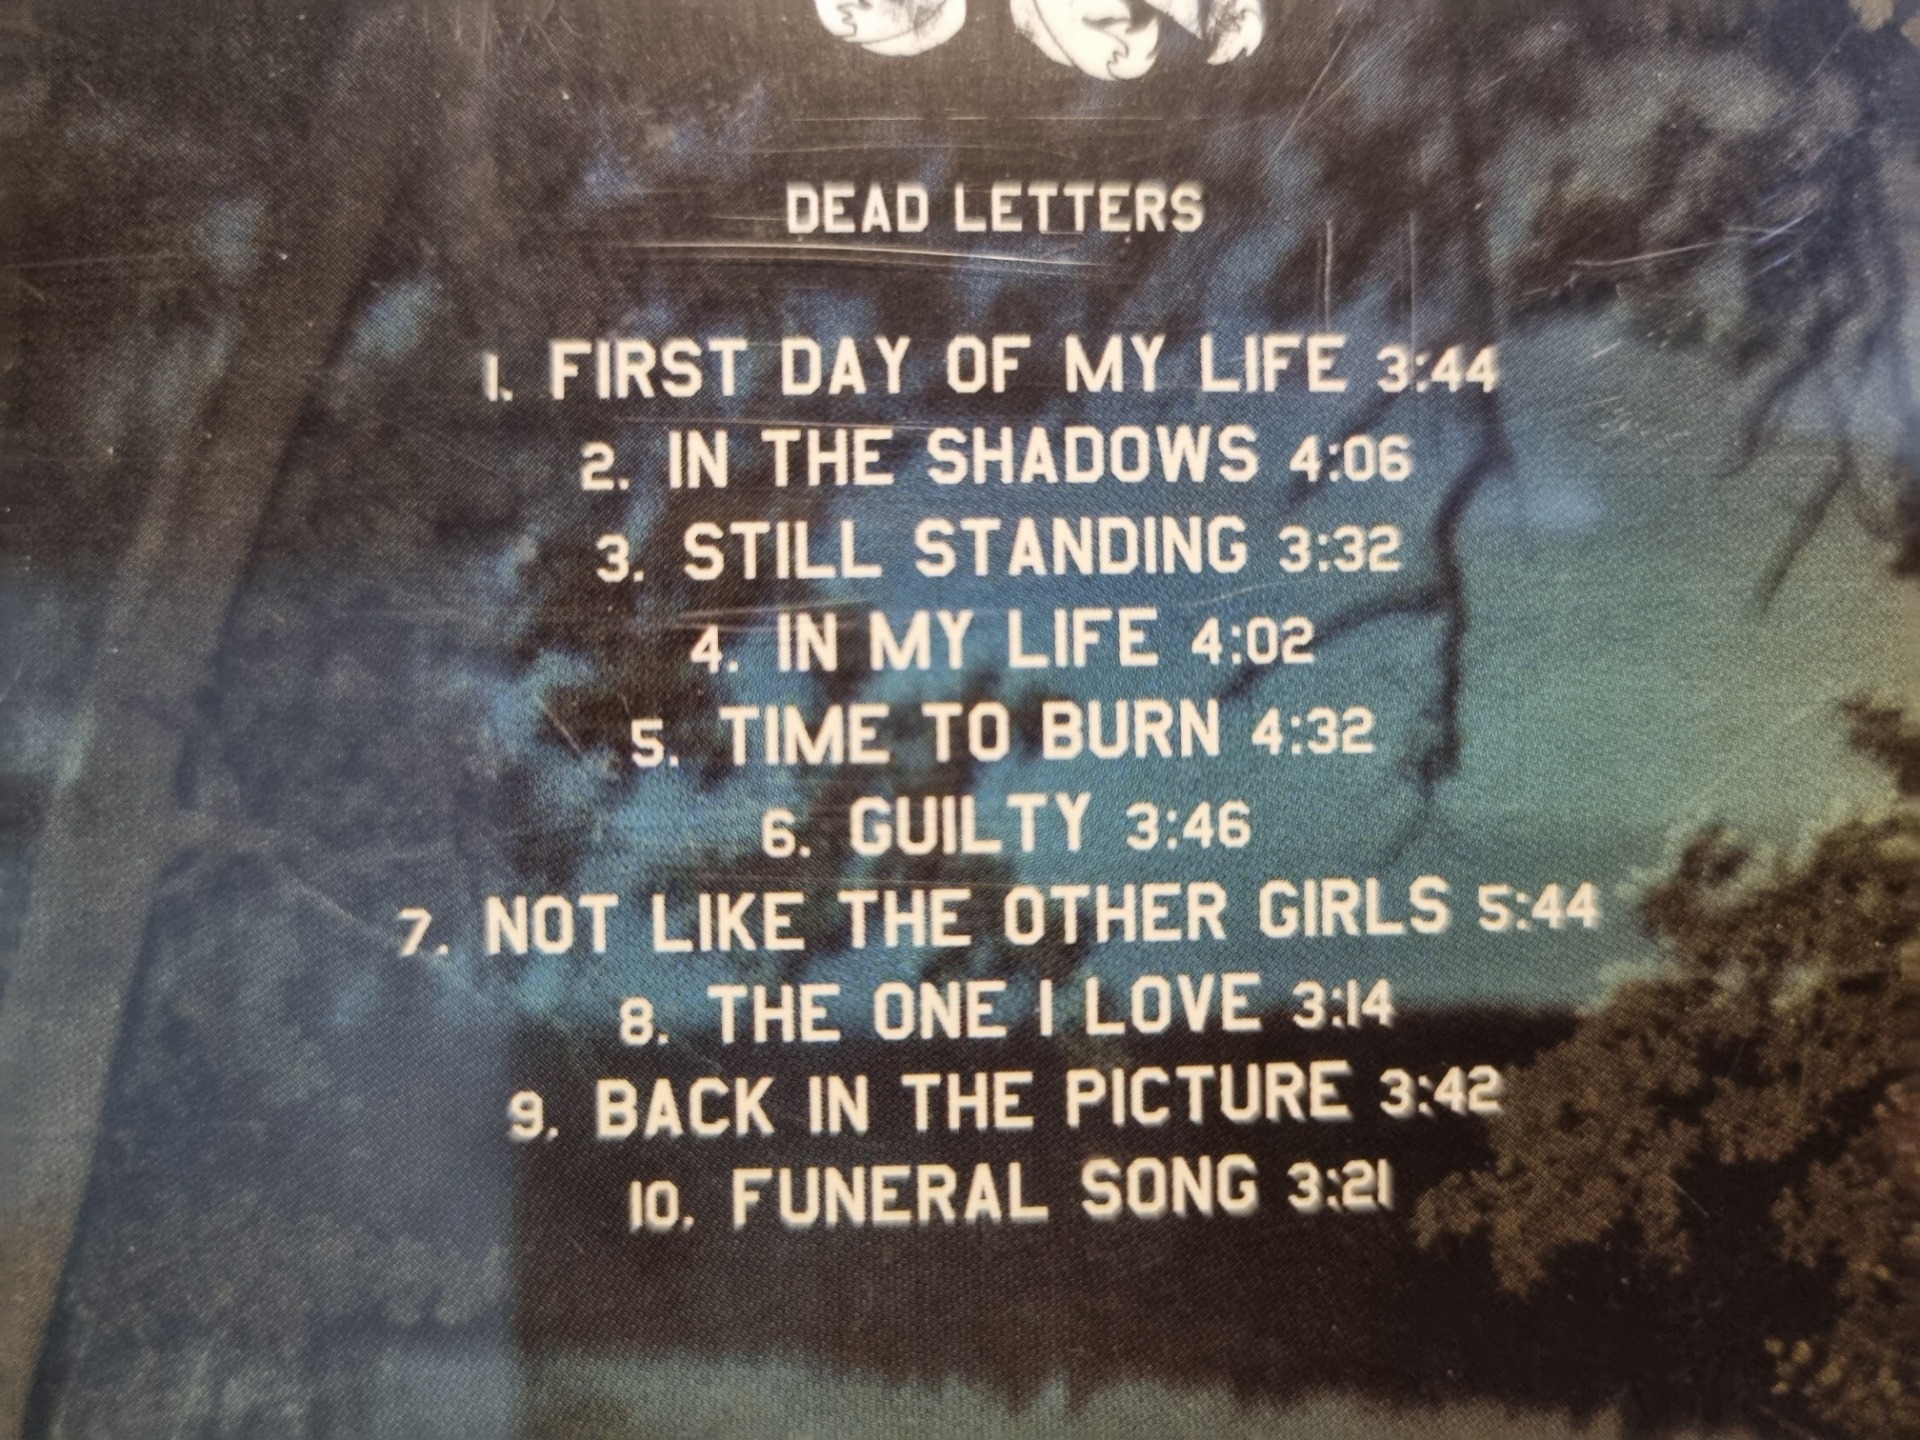 DEAD LETTERS
1. FIRST DAY OF MY LIFE 3:44
2. IN THE SHADOWS 4:06
3. STILL STANDING 3:32
4. IN MY LIFE 4:02
5. TIME TO BURN 4:32
6. GUILTY 3:46
7. NOT LIKE THE OTHER GIRLS 5:44
8. THE ONE I LOVE 3:14
9. BACK IN THE PICTURE 3:42
10. FUNERAL SONG 3:21